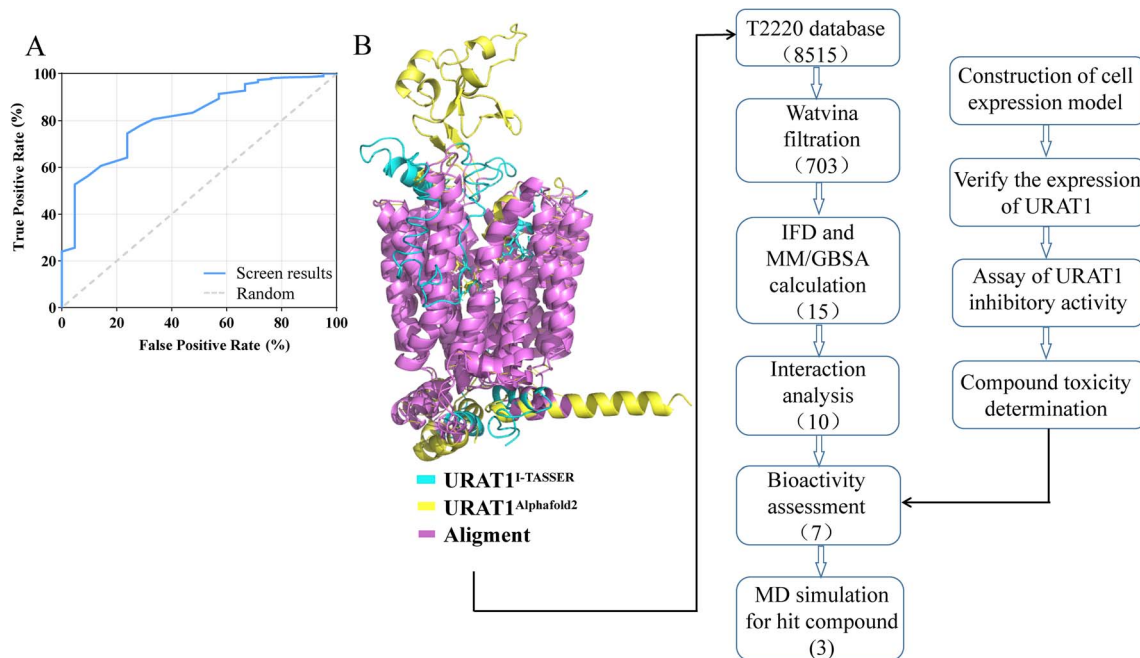 A
100
80
60
40
20
0
True Positive Rate (%)
Screen results
Random
0 20 40 60 80 100
False Positive Rate (%)
B
URAT1I-TASSER
URAT1Alphafold2
Aligment
T2220 database
（8515）
Watvina
filtration
（703）
IFD and
MM/GBSA
calculation
（15）
Interaction
analysis
（10）
Bioactivity
assessment
（7）
MD simulation
for hit compound
(3)
Construction of cell
expression model
Verify the expression
of URAT1
Assay of URAT1
inhibitory activity
Compound toxicity
determination